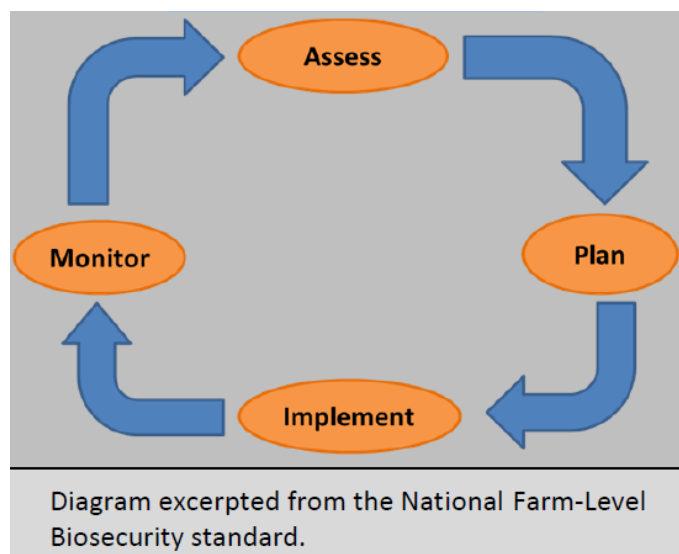 Assess
Monitor
Plan
Implement
Diagram excerpted from the National Farm-Level
Biosecurity standard.